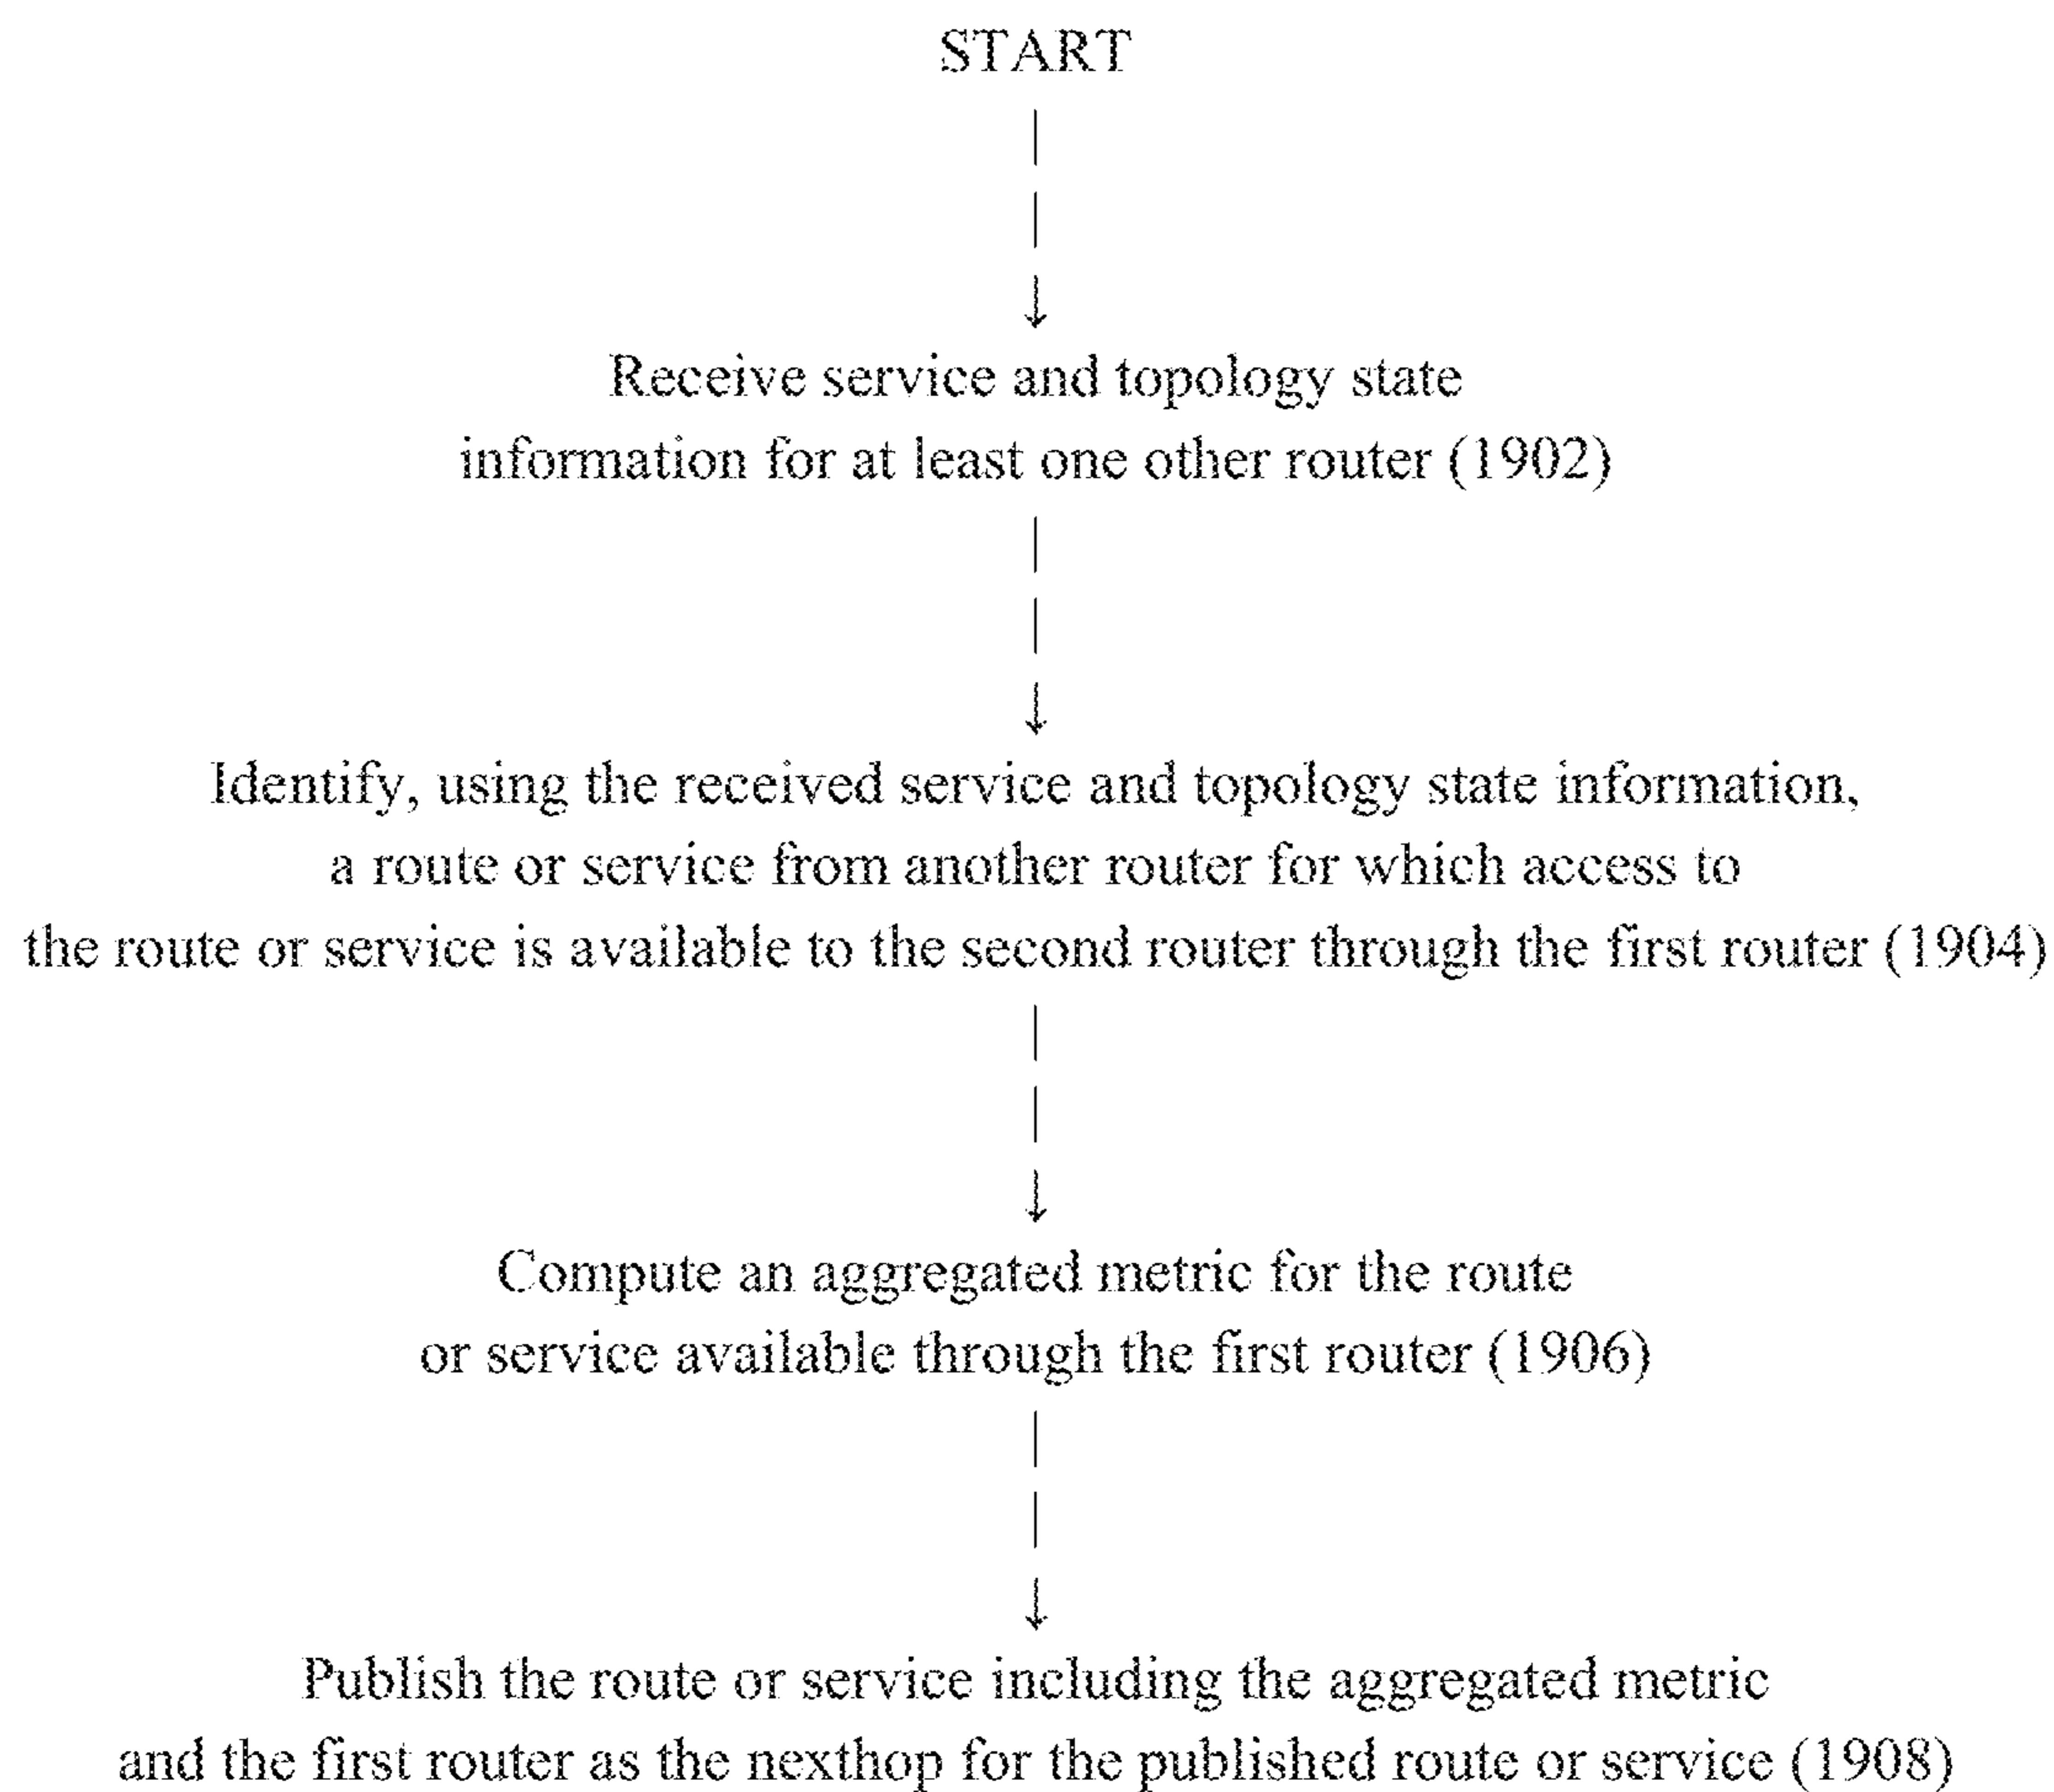 START
Receive service and topology state
information for at least one other router (1902)
Identify, using the received service and topology state information,
a route or service from another router for which access to
the route or service is available to the second router through the first router (1904)
Compute an aggregated metric for the route
or service available through the first router (1906)
Publish the route or service including the aggregated metric
and the first router as the nexthop for the published route or service (1908)